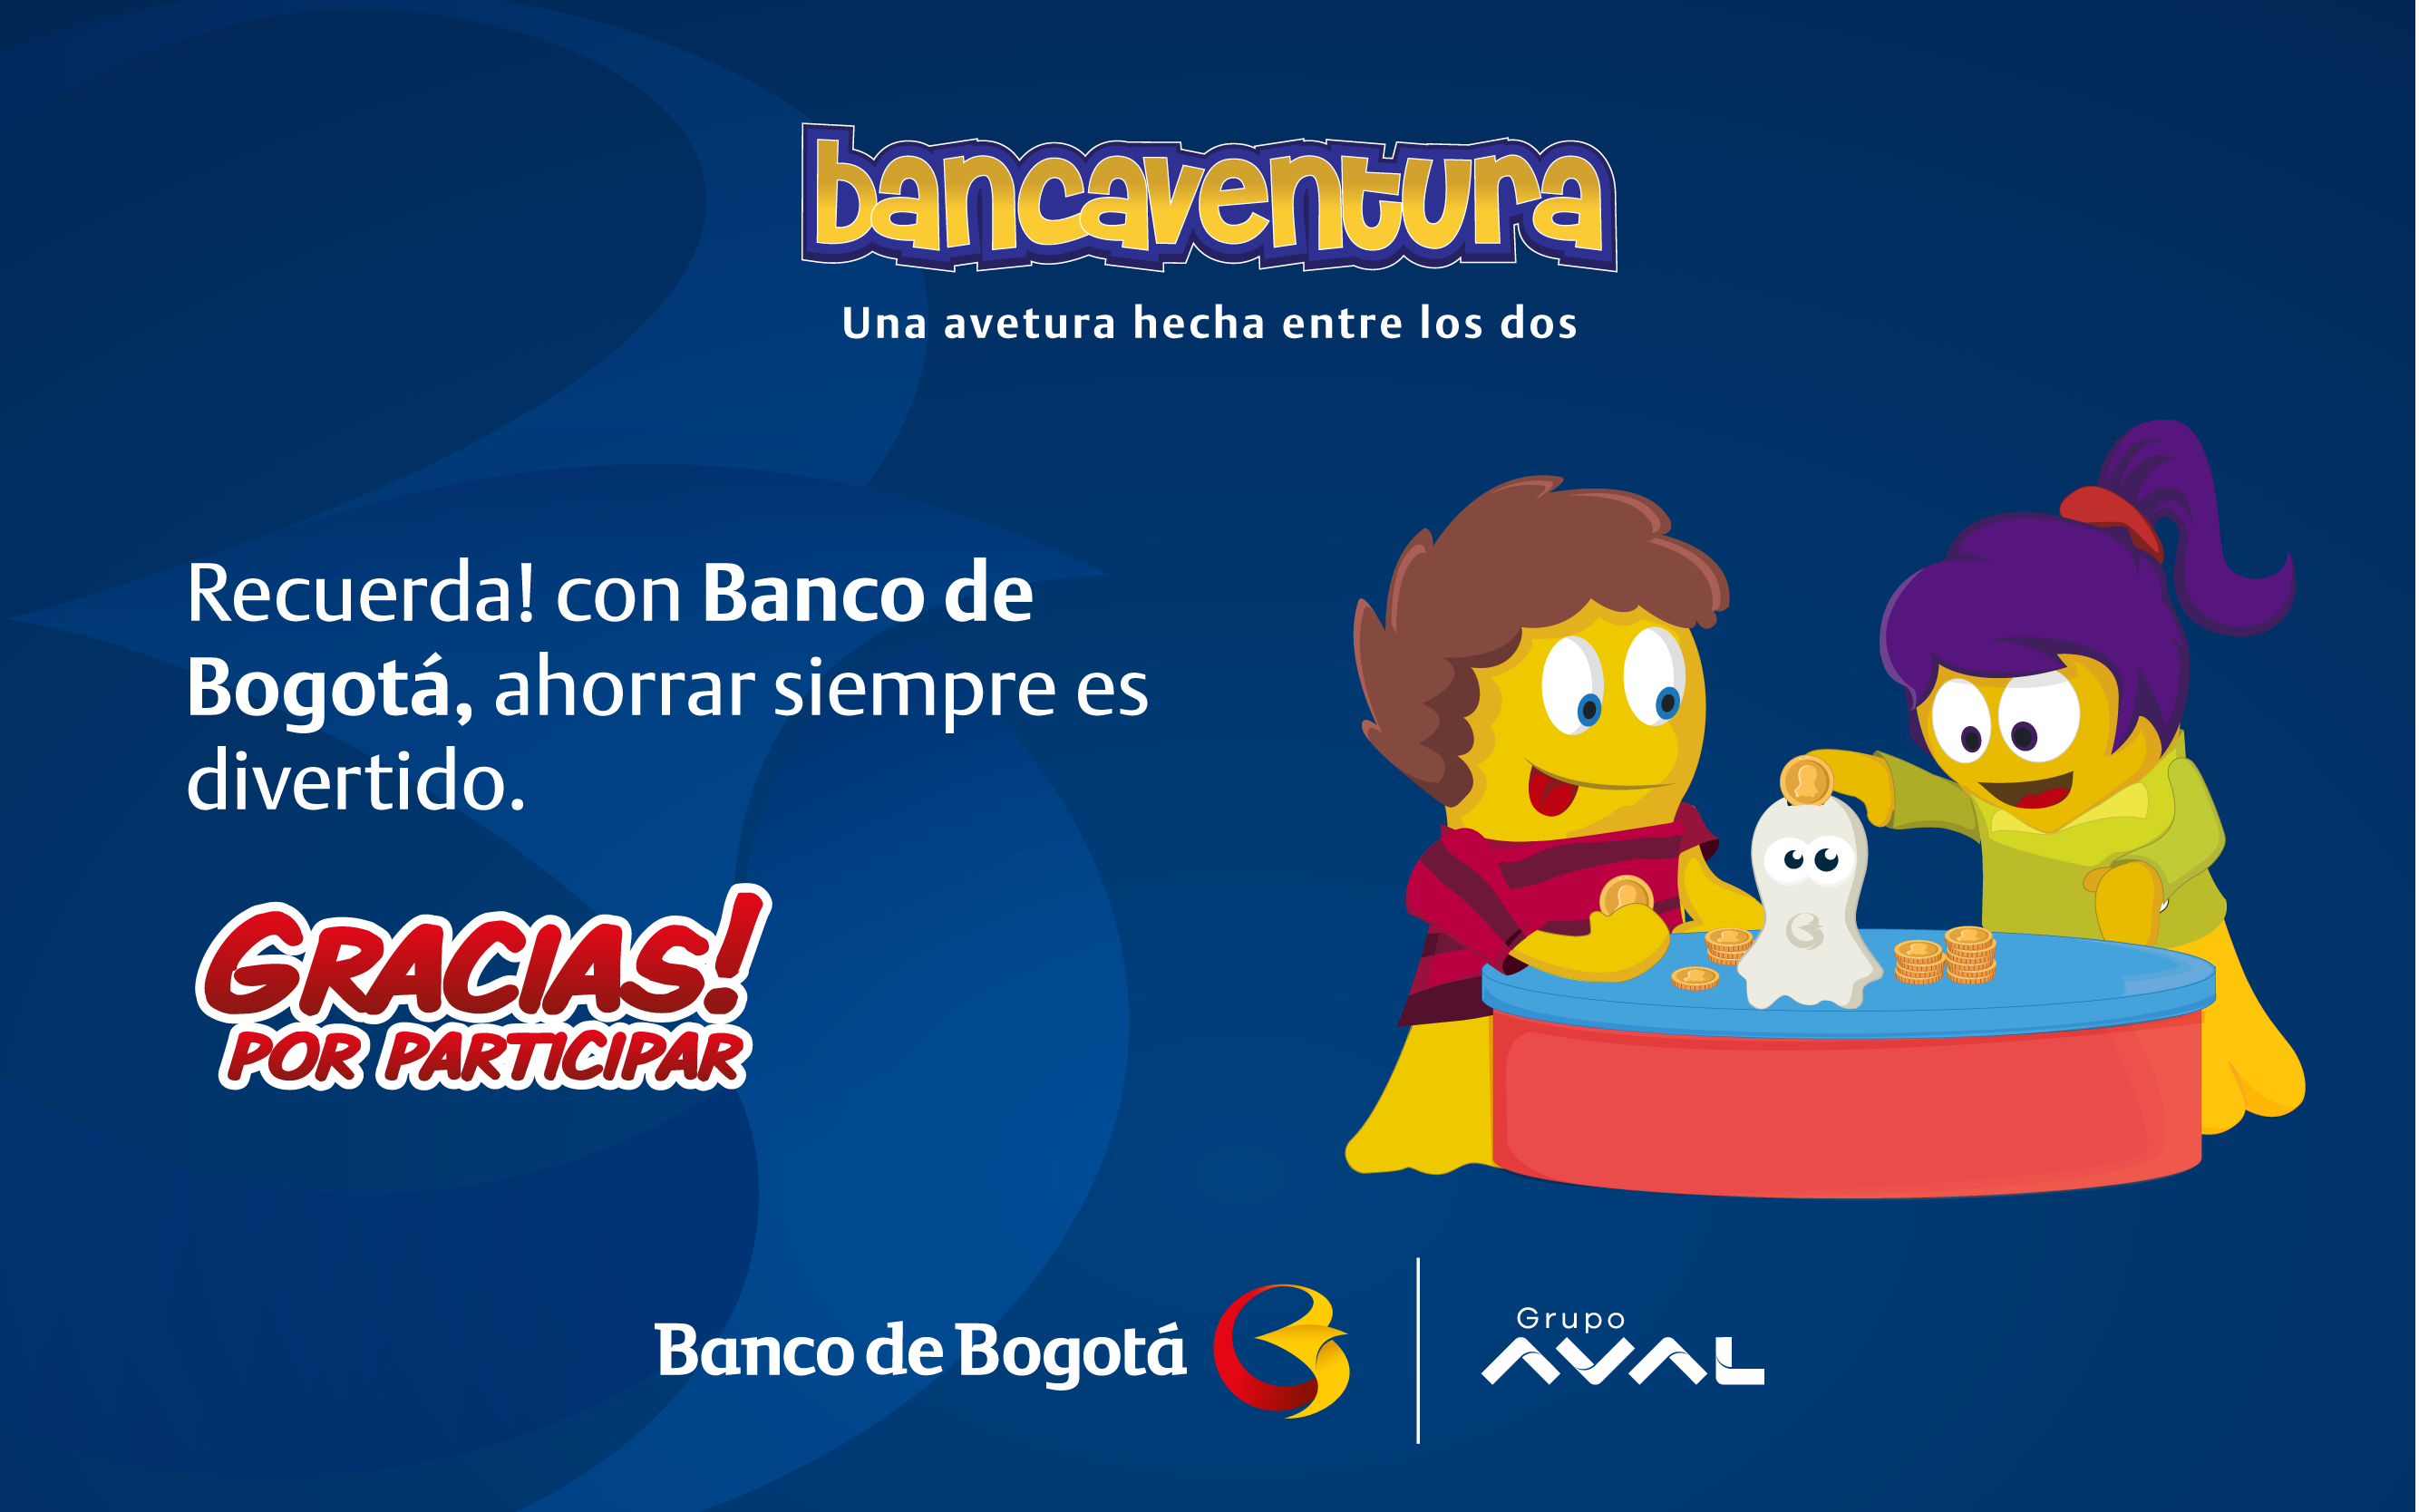 bancaventura
Una avetura hecha entre los dos
Recuerda! con Banco de
Bogotá, ahorrar siempre es
divertido.
GRACIAS!
POR PARTICIPAR
Banco de Bogotá
Grupo
AVAL